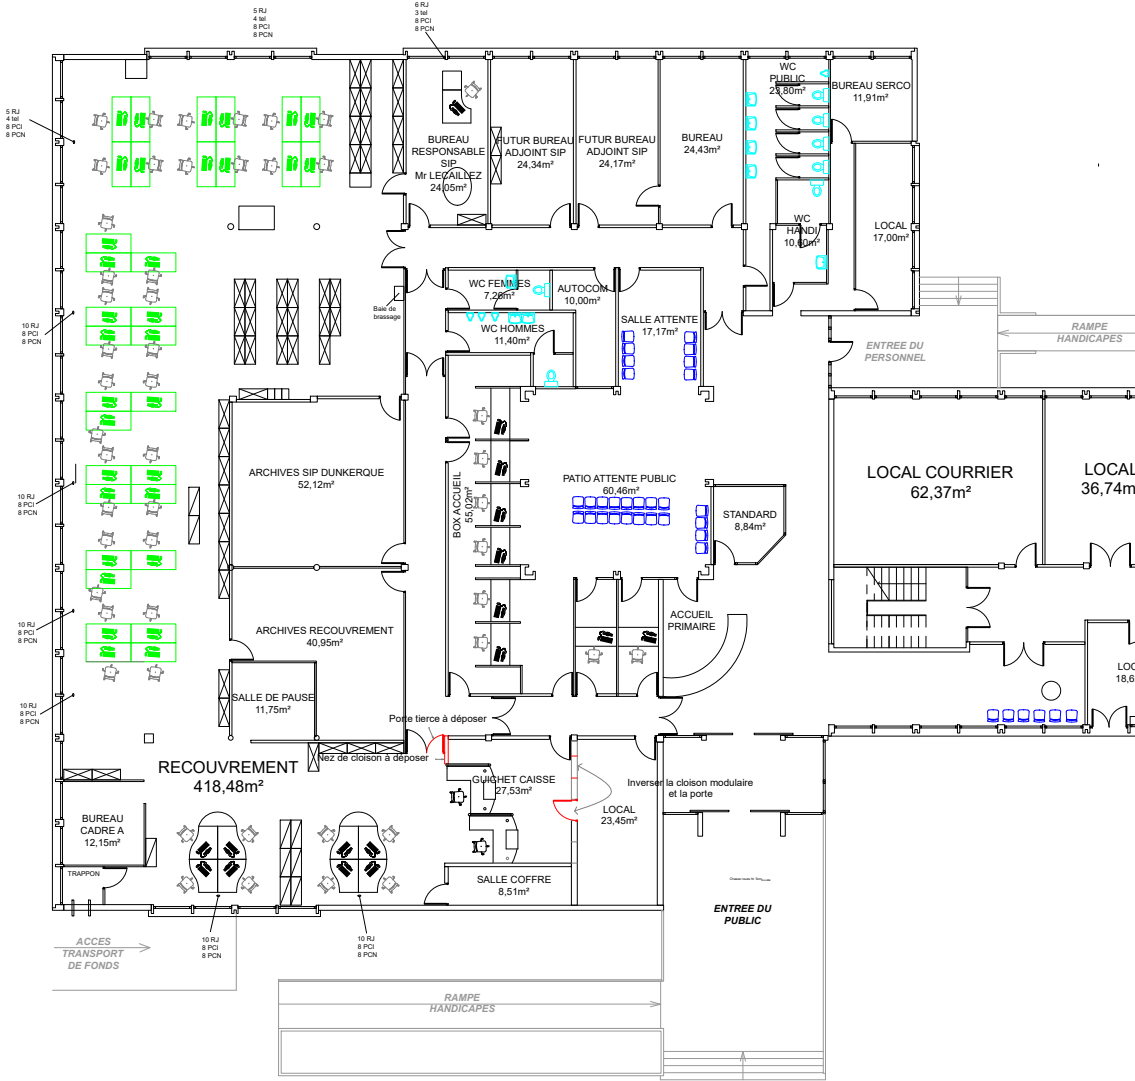 5 RJ
4 tel
8 PCI
8 PCN
6 RJ
3 tel
8 PCI
8 PCN
5 RJ
4 tel
8 PCI
8 PCN
WC
PUBLIC
23,80m²
BUREAU SERCO
11,91m²
BUREAU
RESPONSABLE
SIP
Mr LECAILLEZ
24,05m²
FUTUR BUREAU
ADJOINT SIP
24,34m²
FUTUR BUREAU
ADJOINT SIP
24,17m²
BUREAU
24,43m²
WC
HANDI
10,60m²
LOCAL
17,00m²
WC FEMMES
7,26m²
AUTOCOM
10,00m²
Baie de
brassage
WC HOMMES
11,40m²
SALLE ATTENTE
17,17m²
10 RJ
8 PCI
8 PCN
ENTREE DU
PERSONNEL
RAMPE
HANDICAPES
ARCHIVES SIP DUNKERQUE
52,12m²
BOX ACCUEIL
55,02m²
PATIO ATTENTE PUBLIC
60,46m²
STANDARD
8,84m²
LOCAL COURRIER
62,37m²
LOCAL
36,74m
10 RJ
8 PCI
8 PCN
10 RJ
8 PCI
8 PCN
ARCHIVES RECOUVREMENT
40,95m²
ACCUEIL
PRIMAIRE
LOC
18,6
SALLE DE PAUSE
11,75m²
10 RJ
8 PCI
8 PCN
Porte tierce à déposer
Nez de cloison à déposer
RECOUVREMENT
418,48m²
GUICHET CAISSE
27,53m²
Inverser la cloison modulaire
et la porte
LOCAL
23,45m²
BUREAU
CADRE A
12,15m²
TRAPPON
SALLE COFFRE
8,51m²
ENTREE DU
PUBLIC
10 RJ
8 PCI
8 PCN
10 RJ
8 PCI
8 PCN
ACCES
TRANSPORT
DE FONDS
RAMPE
HANDICAPES